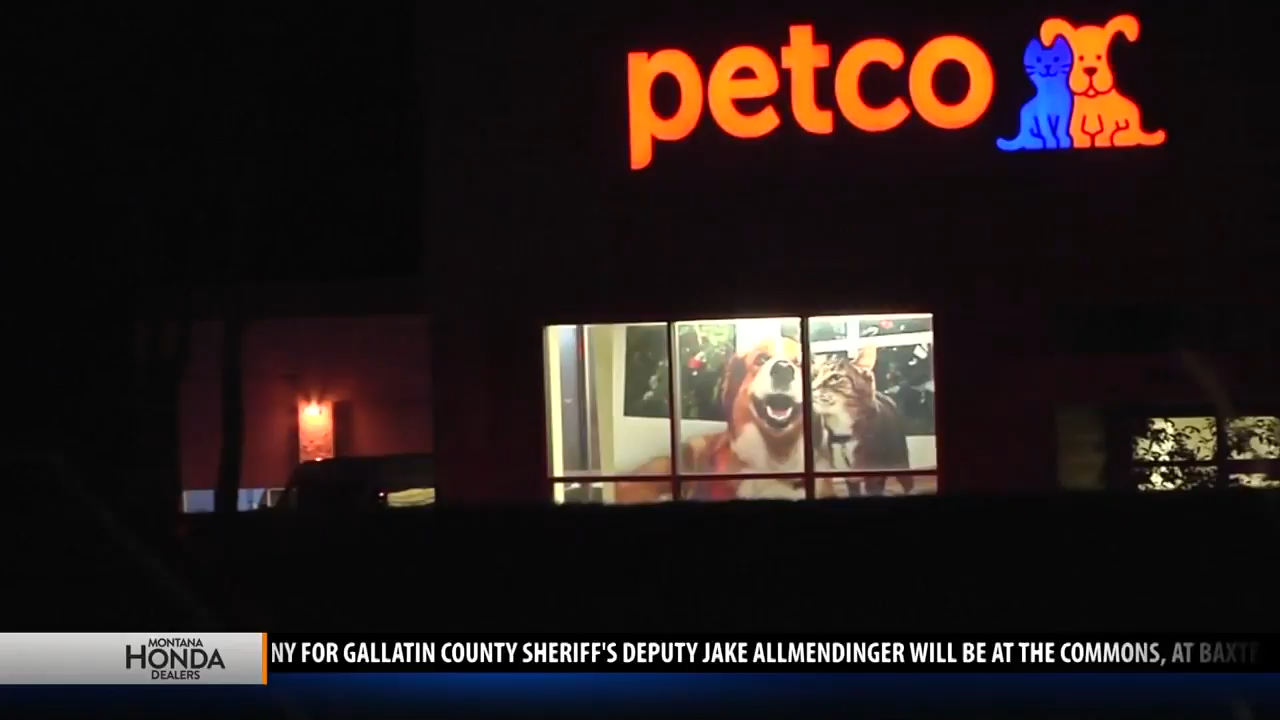 petco
MONTANA
HONDA
DEALERS
NY FOR GALLATIN COUNTY SHERIFF'S DEPUTY JAKE ALLMENDINGER WILL BE AT THE COMMONS, AT